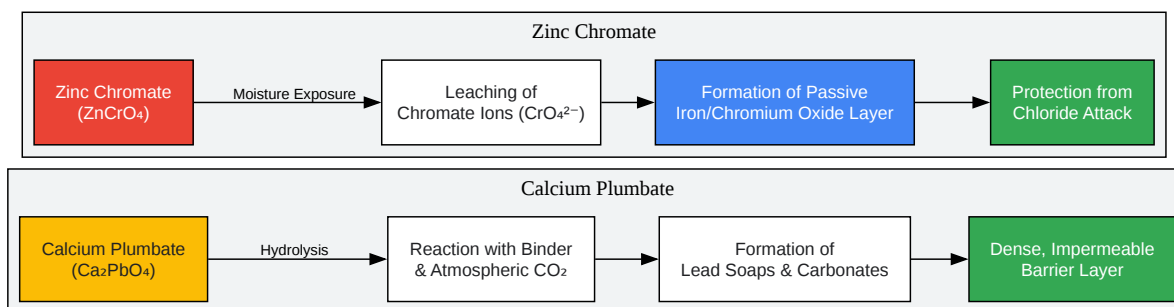 Zinc Chromate
Zinc Chromate
(ZnCrO₄)
Moisture Exposure
Leaching of
Chromate Ions (CrO₄²⁻)
Formation of Passive
Iron/Chromium Oxide Layer
Protection from
Chloride Attack
Calcium Plumbate
Calcium Plumbate
(Ca₂PbO₄)
Hydrolysis
Reaction with Binder
& Atmospheric CO₂
Formation of
Lead Soaps & Carbonates
Dense, Impermeable
Barrier Layer